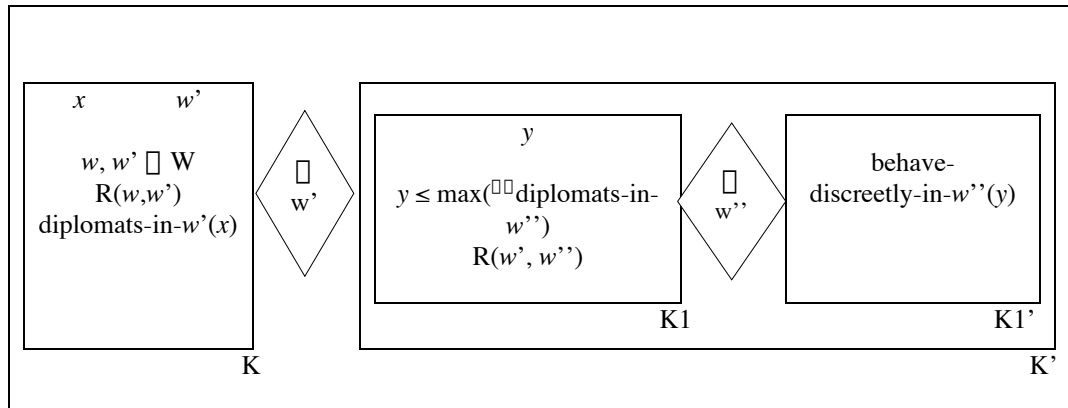 x w’
w, w’ □ W
R(w,w’)
diplomats-in-w’(x)
K
□
w’
y
y ≤ max(□□diplomats-in-
w’’)
R(w’, w’’)
K1
□
w’’
behave-
discreetly-in-w’’(y)
K1’
K’